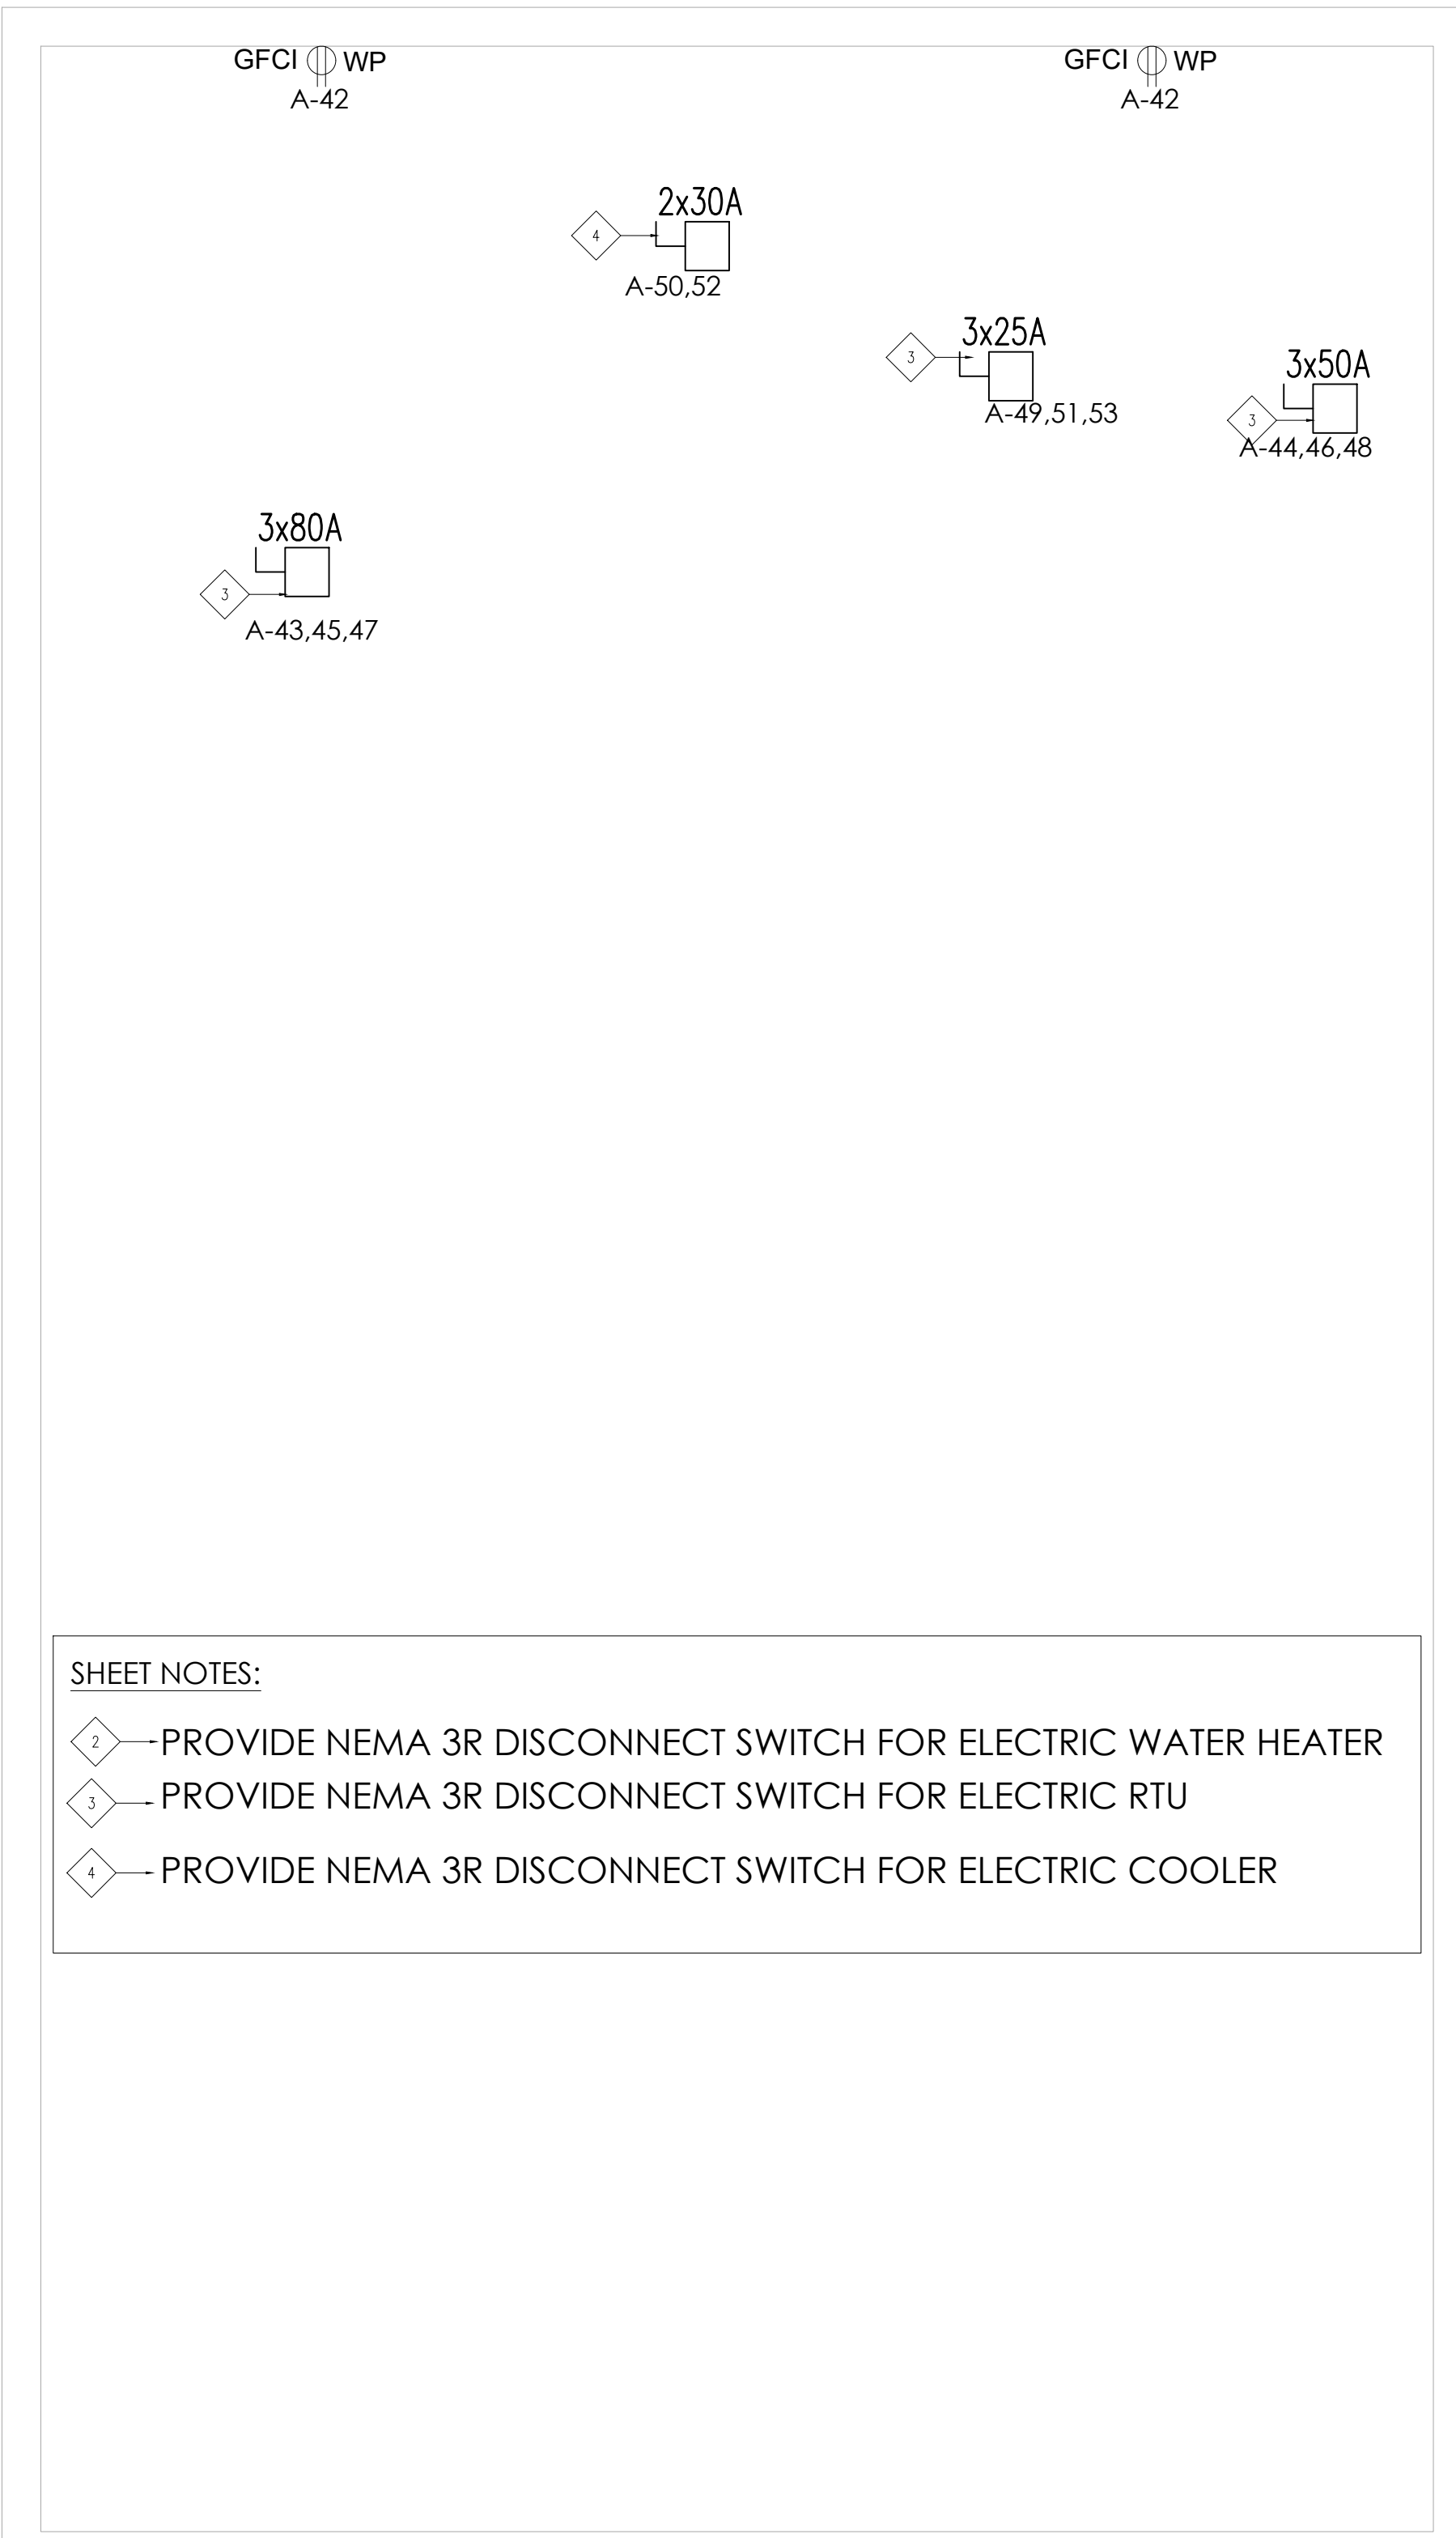 GFCI WP
A-42
GFCI WP
A-42
2x30A
4
A-50,52
3x25A
3
A-49,51,53
3x50A
3
A-44,46,48
3x80A
3
A-43,45,47
SHEET NOTES:
2 PROVIDE NEMA 3R DISCONNECT SWITCH FOR ELECTRIC WATER HEATER
3 PROVIDE NEMA 3R DISCONNECT SWITCH FOR ELECTRIC RTU
4 PROVIDE NEMA 3R DISCONNECT SWITCH FOR ELECTRIC COOLER